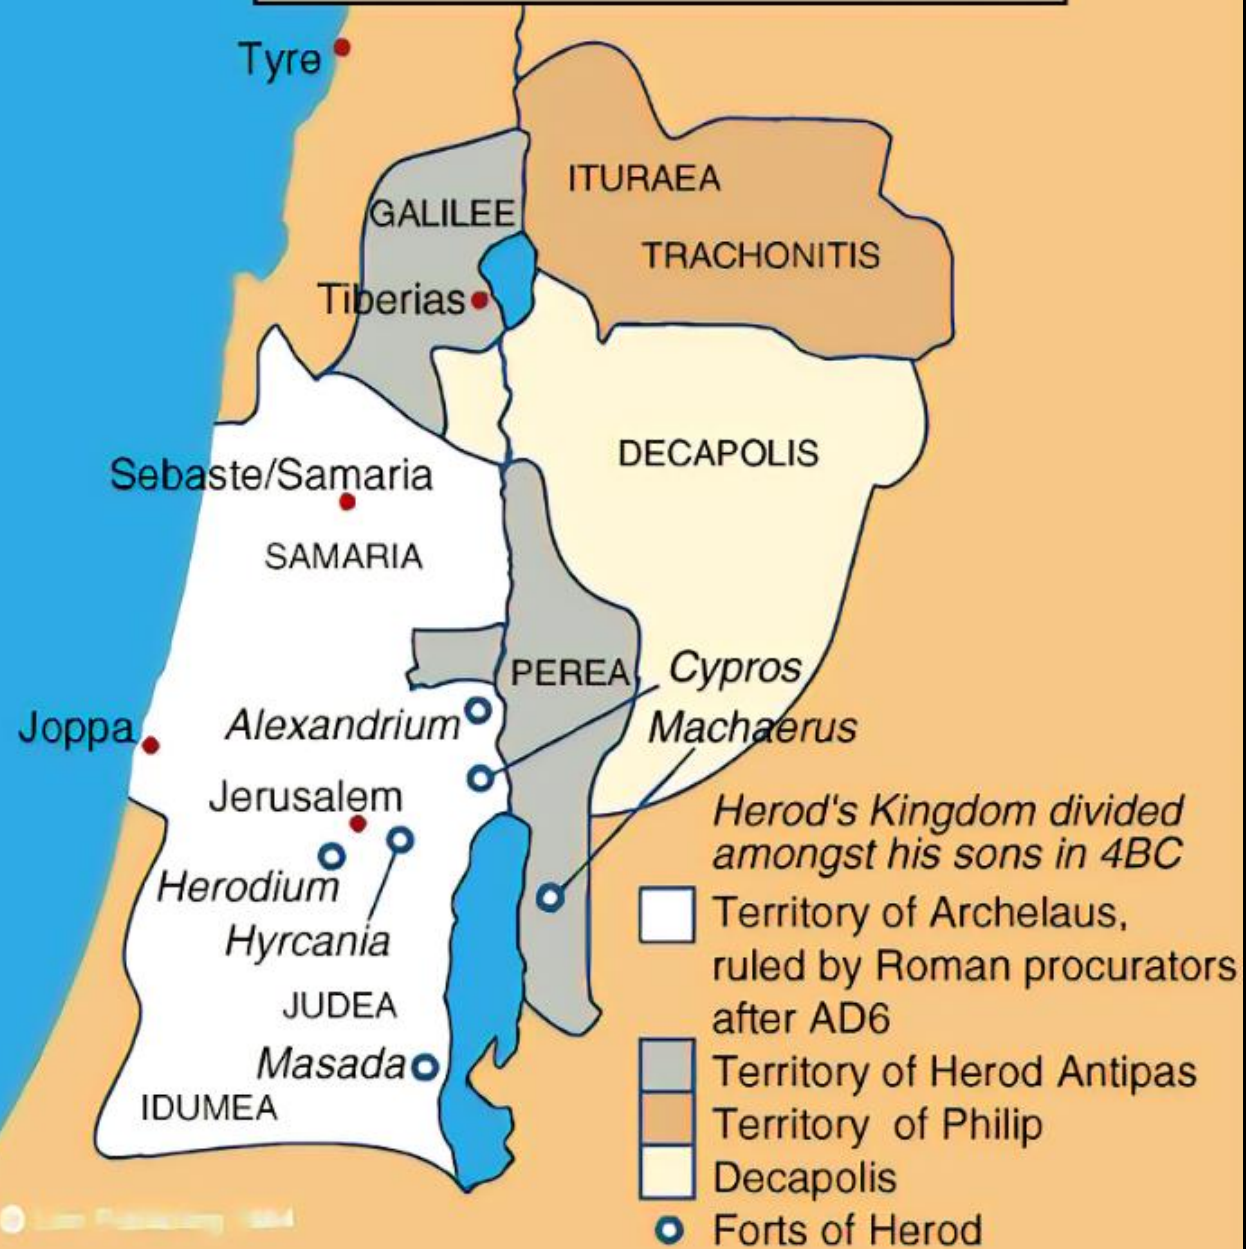 Tyre
ITURAEA
GALILEE
TRACHONITIS
Tiberias
DECAPOLIS
Sebaste/Samaria
SAMARIA
PEREA
Cypros
Alexandrium
Machaerus
Joppa
Jerusalem
Herodium
Hyrcania
JUDEA
Masada
IDUMEA
Herod's Kingdom divided
amongst his sons in 4BC
Territory of Archelaus,
ruled by Roman procurators
after AD6
Territory of Herod Antipas
Territory of Philip
Decapolis
Forts of Herod